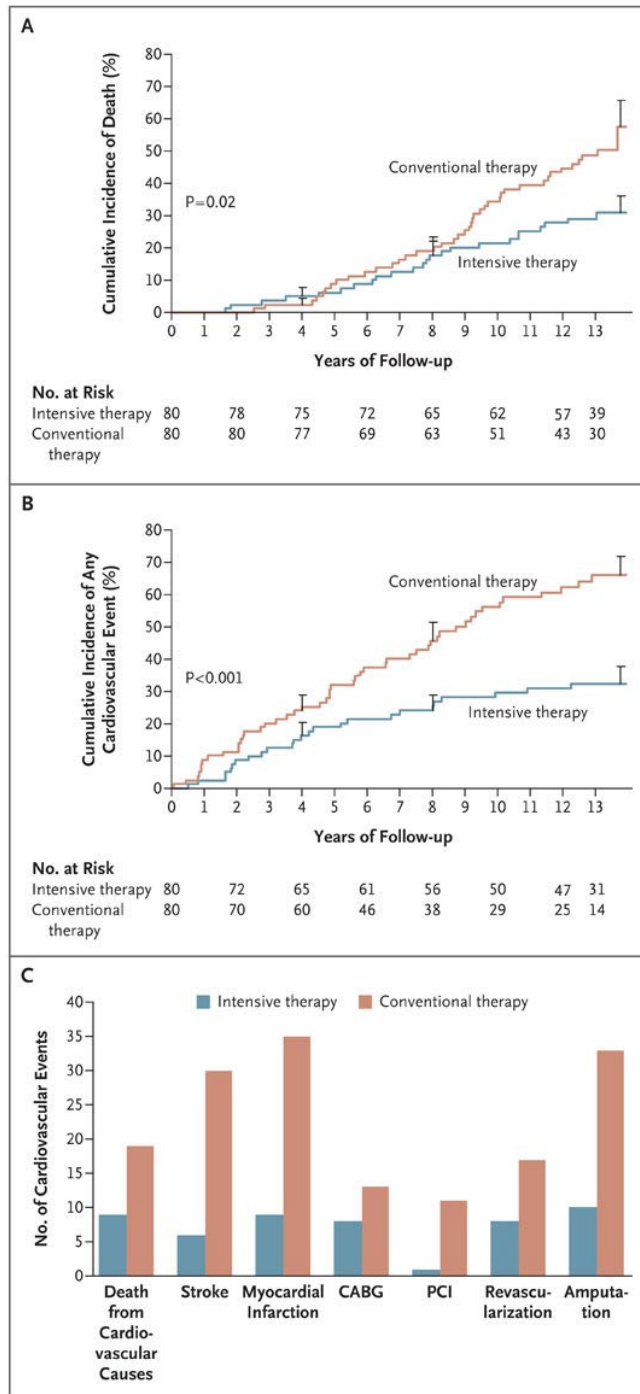 A
Cumulative Incidence of Death (%)
80
70
60
50
40
30
20
10
0
P=0.02
Conventional therapy
Intensive therapy
0 1 2 3 4 5 6 7 8 9 10 11 12 13
Years of Follow-up
No. at Risk
Intensive therapy 80 78 75 72 65 62 57 39
Conventional 80 80 77 69 63 51 43 30
therapy
B
Cumulative Incidence of Any
Cardiovascular Event (%)
80
70
60
50
40
30
20
10
0
P<0.001
Conventional therapy
Intensive therapy
0 1 2 3 4 5 6 7 8 9 10 11 12 13
Years of Follow-up
No. at Risk
Intensive therapy 80 72 65 61 56 50 47 31
Conventional 80 70 60 46 38 29 25 14
therapy
C
No. of Cardiovascular Events
40
35
30
25
20
15
10
5
0
Intensive therapy Conventional therapy
Death
from
Cardio-
vascular
Causes
Stroke
Myocardial
Infarction
CABG
PCI
Revascu-
larization
Amputa-
tion